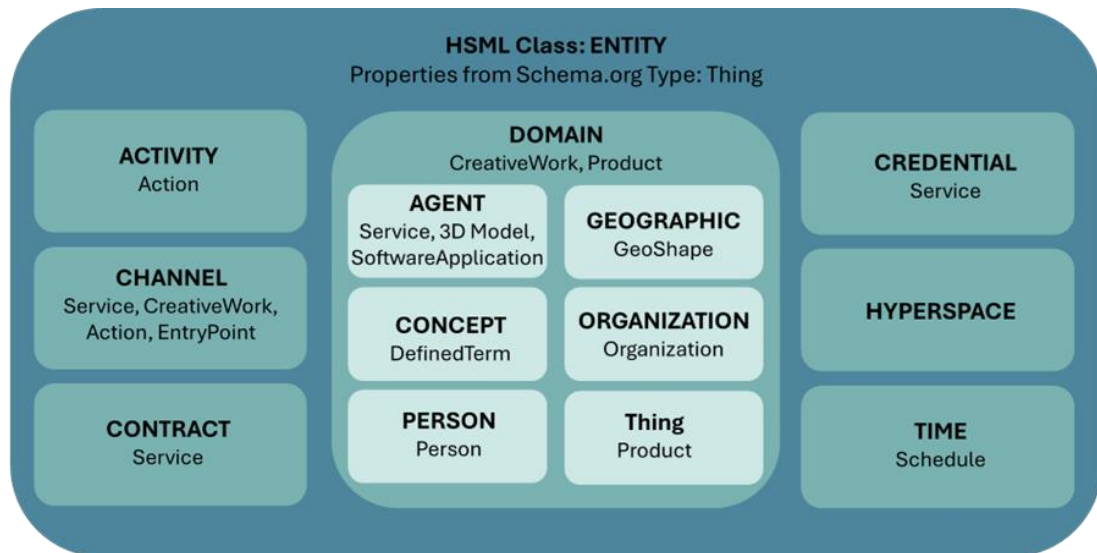 HSML Class: ENTITY
Properties from Schema.org Type: Thing
ACTIVITY
Action
CHANNEL
Service, CreativeWork,
Action, EntryPoint
CONTRACT
Service
DOMAIN
CreativeWork, Product
AGENT
Service, 3D Model,
SoftwareApplication
GEOGRAPHIC
GeoShape
CONCEPT
DefinedTerm
ORGANIZATION
Organization
PERSON
Person
Thing
Product
CREDENTIAL
Service
HYPERSPACE
TIME
Schedule